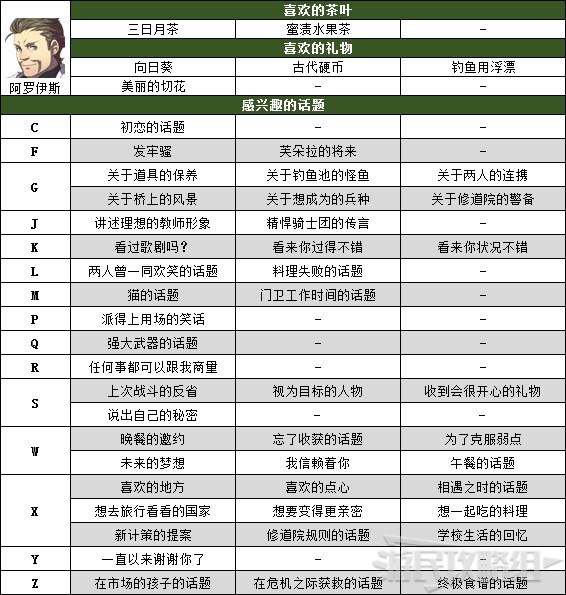 喜欢的茶叶
三日月茶 蜜渍水果茶 –
喜欢的礼物
向日葵 古代硬币 钓鱼用浮漂
阿罗伊斯 美丽的切花 – –
感兴趣的话题
C 初恋的话题 – –
F 发牢骚 芙朵拉的将来 –
G 关于道具的保养 关于钓鱼池的怪鱼 关于两人的连携
关于桥上的风景 关于想成为的兵种 关于修道院的警备
J 讲述理想的教师形象 精悍骑士团的传言 –
K 看过歌剧吗? 看来你过得不错 看来你状况不错
L 两人曾一同欢笑的话题 料理失败的话题 –
M 猫的话题 门卫工作时间的话题 –
P 派得上用场的笑话 – –
Q 强大武器的话题 – –
R 任何事都可以跟我商量 – –
S 上次战斗的反省 视为目标的人物 收到会很开心的礼物
说出自己的秘密 – –
W 晚餐的邀约 忘了收获的话题 为了克服弱点
未来的梦想 我信赖着你 午餐的话题
X 喜欢的地方 喜欢的点心 相遇之时的话题
想去旅行看看的国家 想要变得更亲密 想一起吃的料理
新计策的提案 修道院规则的话题 学校生活的回忆
Y 一直以来谢谢你了 – –
Z 在市场的孩子的话题 在危机之际获救的话题 终极食谱的话题
游民攻略组